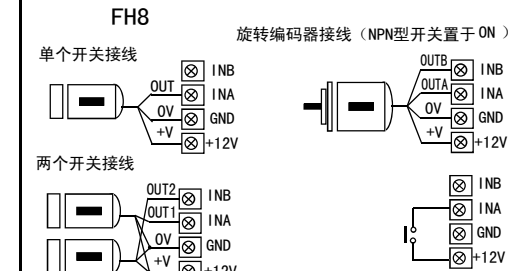 FH8
旋转编码器接线（NPN型开关置于ON ）
单个开关接线
OUT
0V
+V
INB
INA
GND
+12V
OUTB
OUTA
0V
+V
INB
INA
GND
+12V
两个开关接线
OUT2
OUT1
0V
+V
INB
INA
GND
+12V
INB
INA
GND
+12V